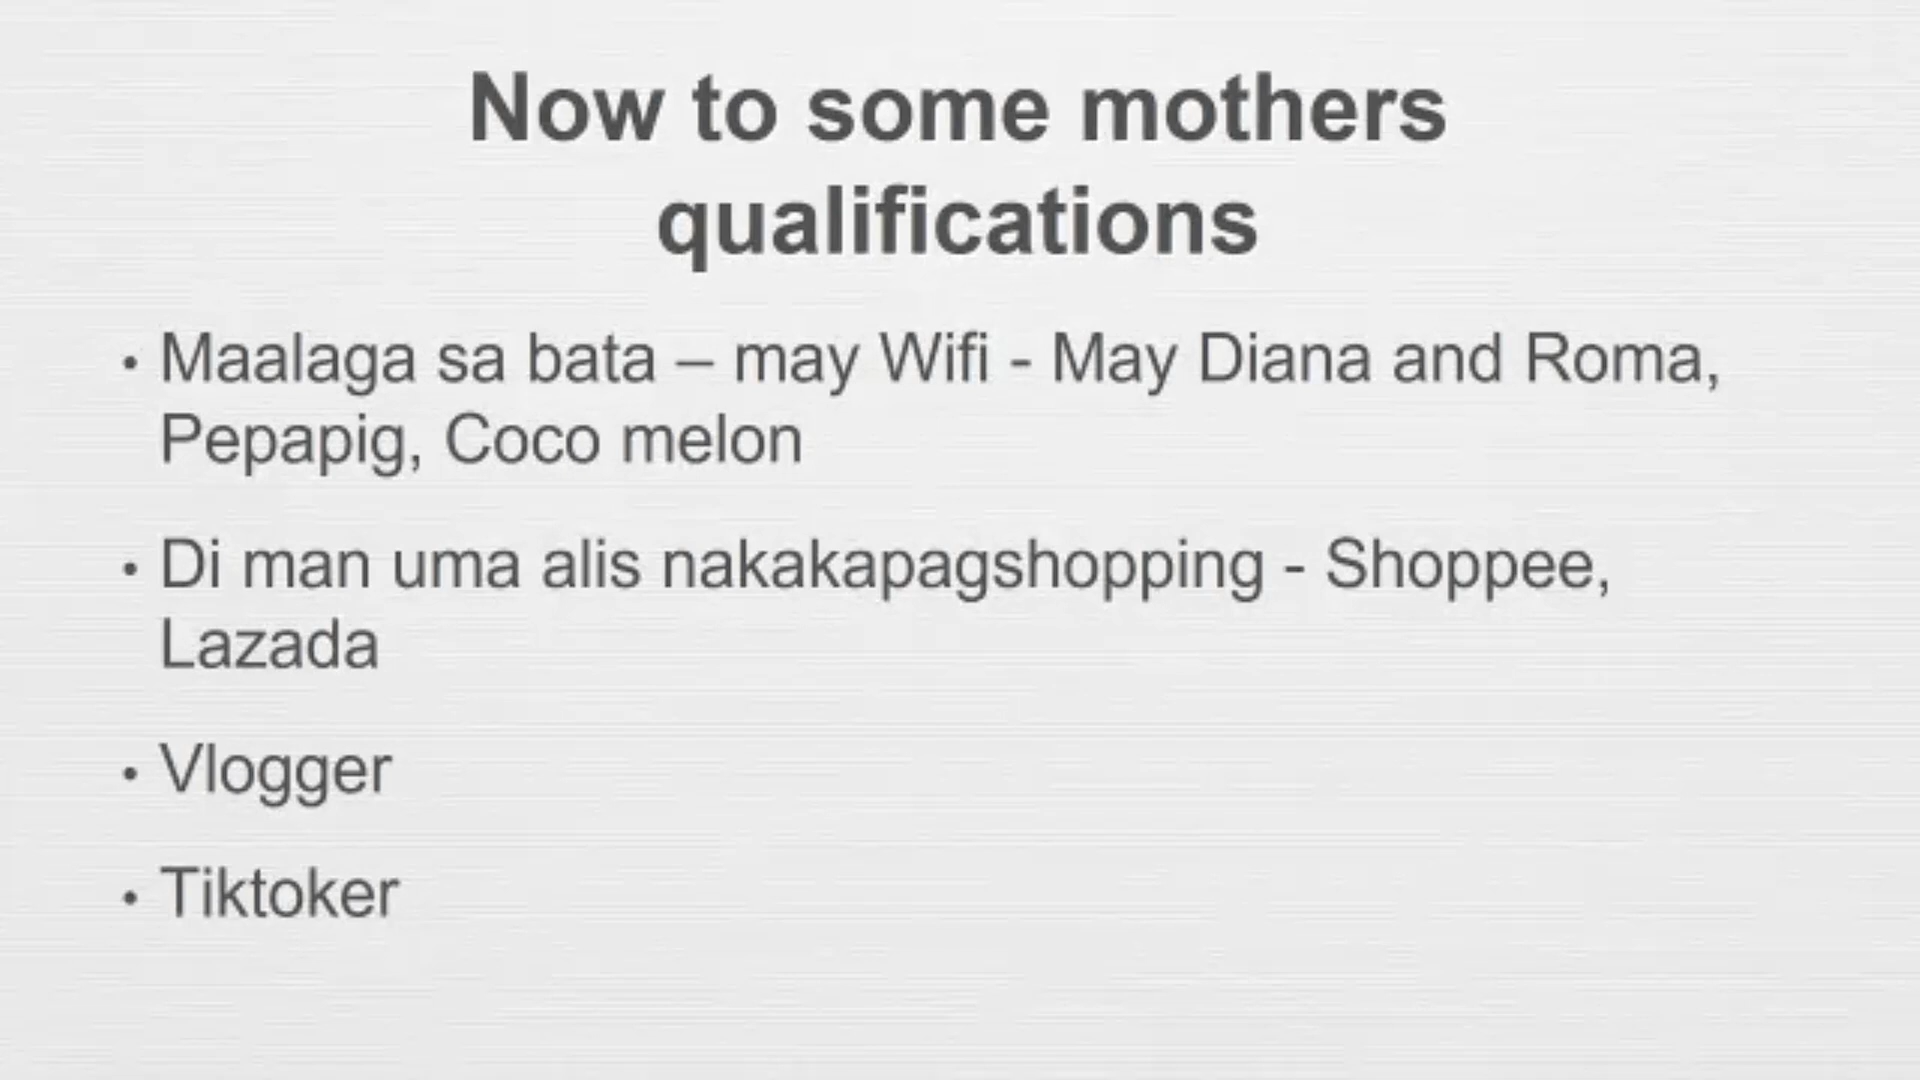 Now to some mothers
qualifications
• Maalaga sa bata – may Wifi - May Diana and Roma,
Pepapig, Coco melon
• Di man uma alis nakakapagshopping - Shoppee,
Lazada
• Vlogger
• Tiktoker